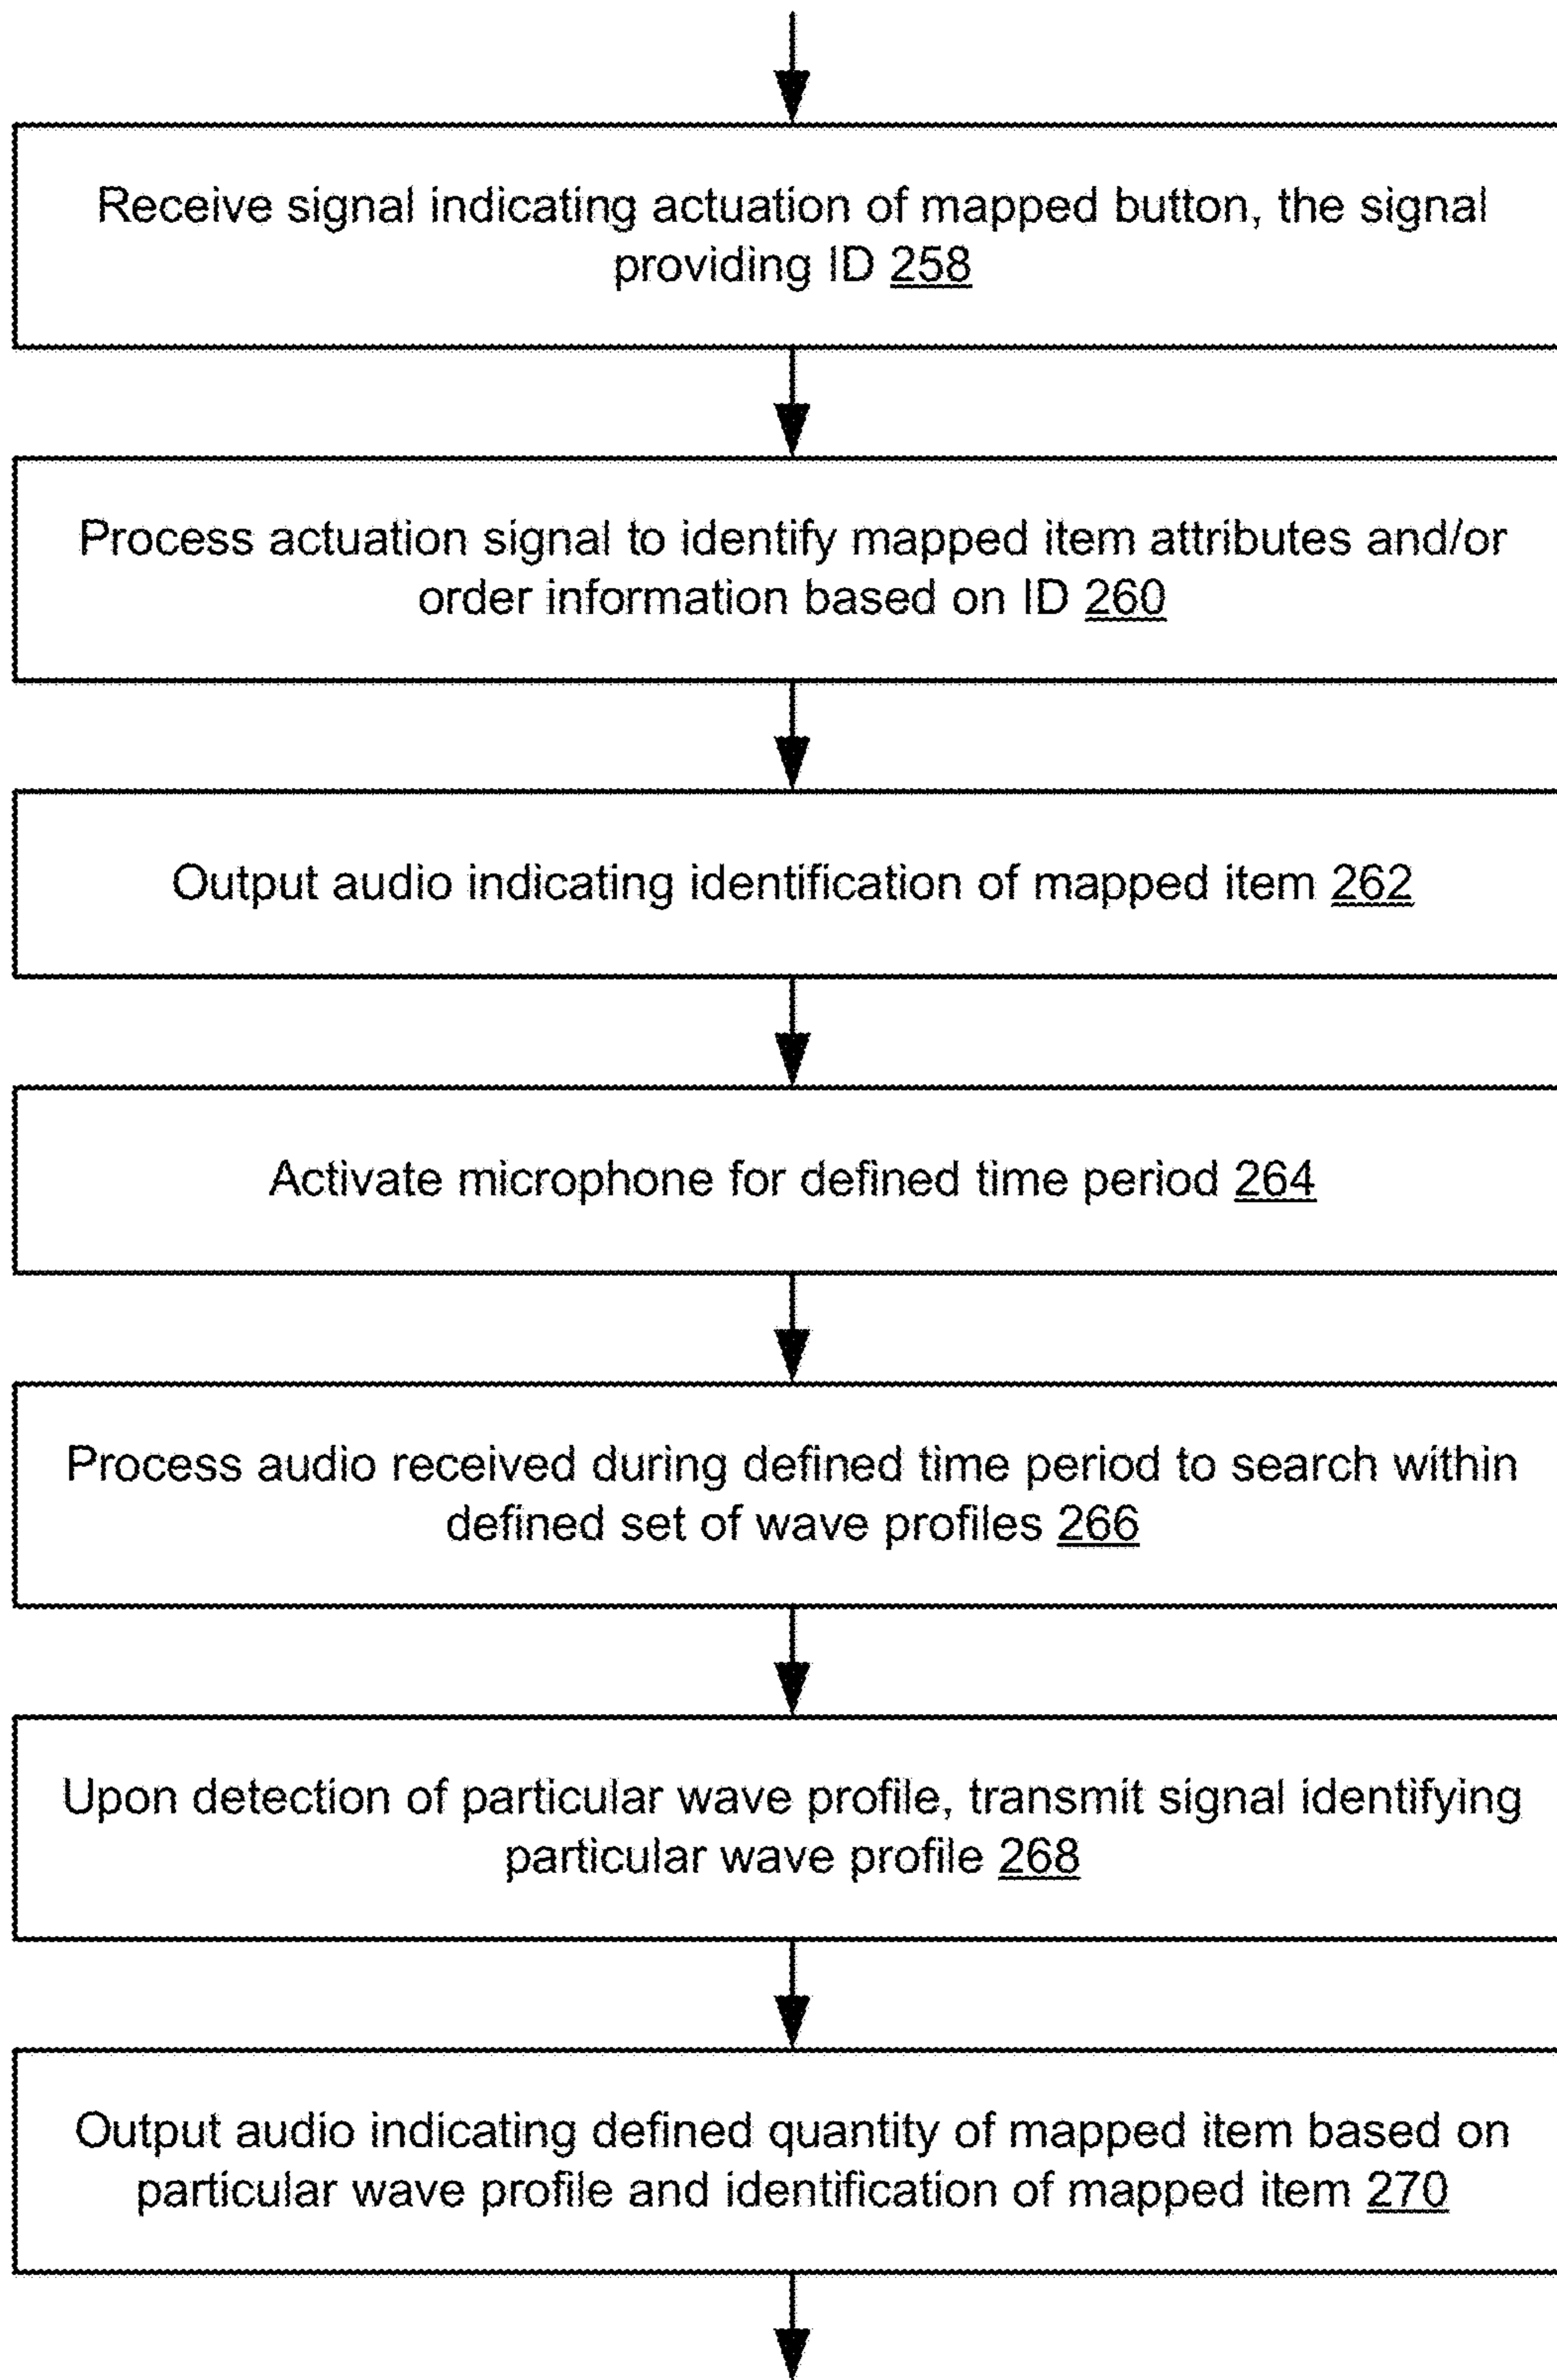 Receive signal indicating actuation of mapped button, the signal
providing ID 258
Process actuation signal to identify mapped item attributes and/or
order information based on ID 260
Output audio indicating identification of mapped item 262
Activate microphone for defined time period 264
Process audio received during defined time period to search within
defined set of wave profiles 266
Upon detection of particular wave profile, transmit signal identifying
particular wave profile 268
Output audio indicating defined quantity of mapped item based on
particular wave profile and identification of mapped item 270